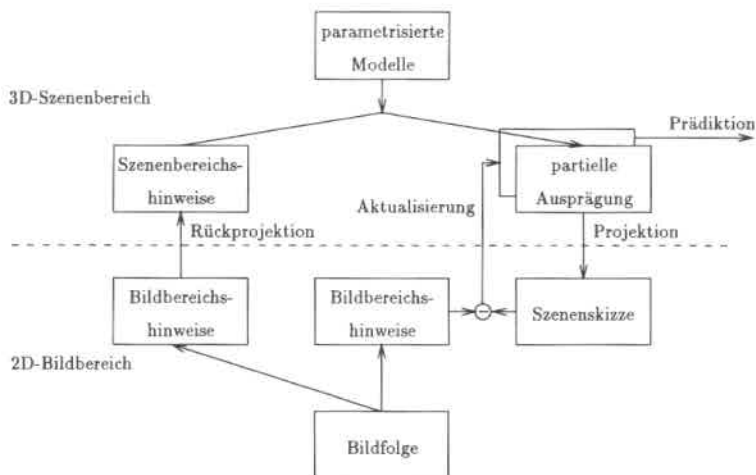 parametrisierte
Modelle
3D-Szenenbereich
Prädiktion
Szenenbereichs-
hinweise
partielle
Ausprägung
Aktualisierung
Rückprojektion
Projektion
Bildbereichs-
hinweise
Bildbereichs-
hinweise
Szenenskizze
2D-Bildbereich
Bildfolge